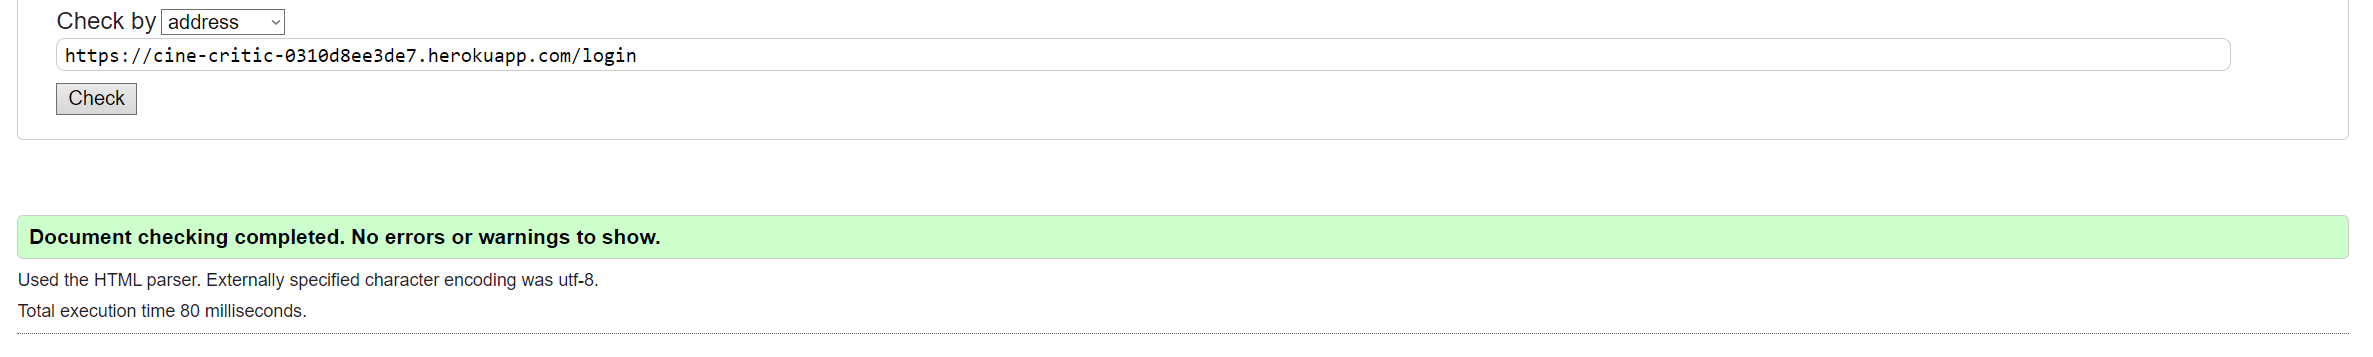 Check by address
https://cine-critic-0310d8ee3de7.herokuapp.com/login
Check
Document checking completed. No errors or warnings to show.
Used the HTML parser. Externally specified character encoding was utf-8.
Total execution time 80 milliseconds.